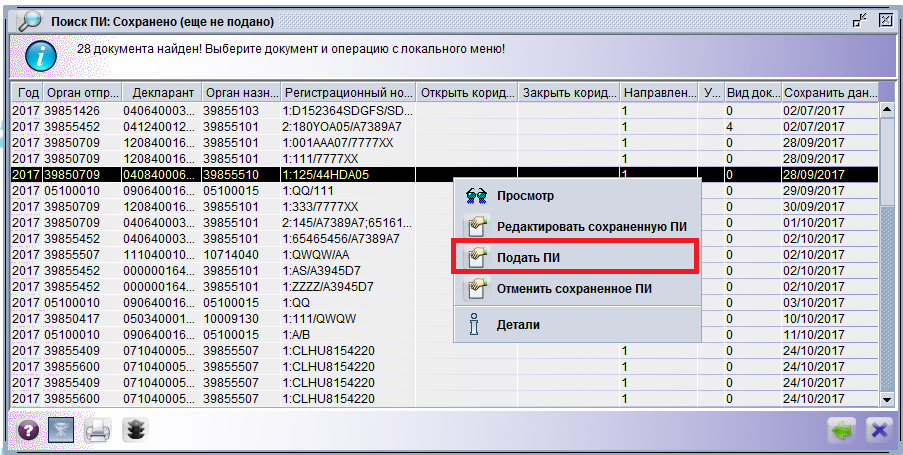 Поиск ПИ: Сохранено (еще не подано)
28 документа найден! Выберите документ и операцию с локального меню!
Год Орган отпр... Декларант Орган назн... Регистрационный но... Открыть корид... Закрыть корид... Направлен... У... Вид док... Сохранить дан...
2017 39851426 040640003... 39855103 1:D152364SDGFS/SD... 1 0 02/07/2017
2017 39855452 041240012... 39855101 2:180YOA05/A7389A7 1 4 02/07/2017
2017 39850709 120840016... 39855101 1:001AAA07/7777XX 1 0 28/09/2017
2017 39850709 120840016... 39855101 1:111/7777XX 1 0 28/09/2017
2017 39850709 040840006... 39855510 1:125/44HDA05 1 0 28/09/2017
2017 05100010 090640016... 05100015 1:QQ/111 0 29/09/2017
2017 39850709 120840016... 39855101 1:333/7777XX 0 30/09/2017
2017 39850709 040640003... 39855101 2:145/A7389A7;65161... 0 01/10/2017
2017 39855452 040640003... 39855101 1:65465456/A7389A7 0 02/10/2017
2017 39855007 111040010... 10714040 1:QWQW/AA 0 02/10/2017
2017 39855452 000000164... 39855101 1:AS/A3945D7 0 02/10/2017
2017 39855452 000000164... 39855101 1:ZZZZ/A3945D7 0 02/10/2017
2017 05100010 090640016... 05100015 1:QQ 0 03/10/2017
2017 39850417 050340001... 10009130 1:111/QWQW 0 10/10/2017
2017 05100010 090640016... 05100015 1:A/B 0 11/10/2017
2017 39855409 071040005... 39855507 1:CLHU8154220 1 0 24/10/2017
2017 39855600 071040005... 39855507 1:CLHU8154220 1 0 24/10/2017
2017 39855409 071040005... 39855507 1:CLHU8154220 1 0 24/10/2017
2017 39855600 071040005... 39855507 1:CLHU8154220 1 0 24/10/2017
Просмотр
Редактировать сохраненную ПИ
Подать ПИ
Отменить сохраненное ПИ
Детали